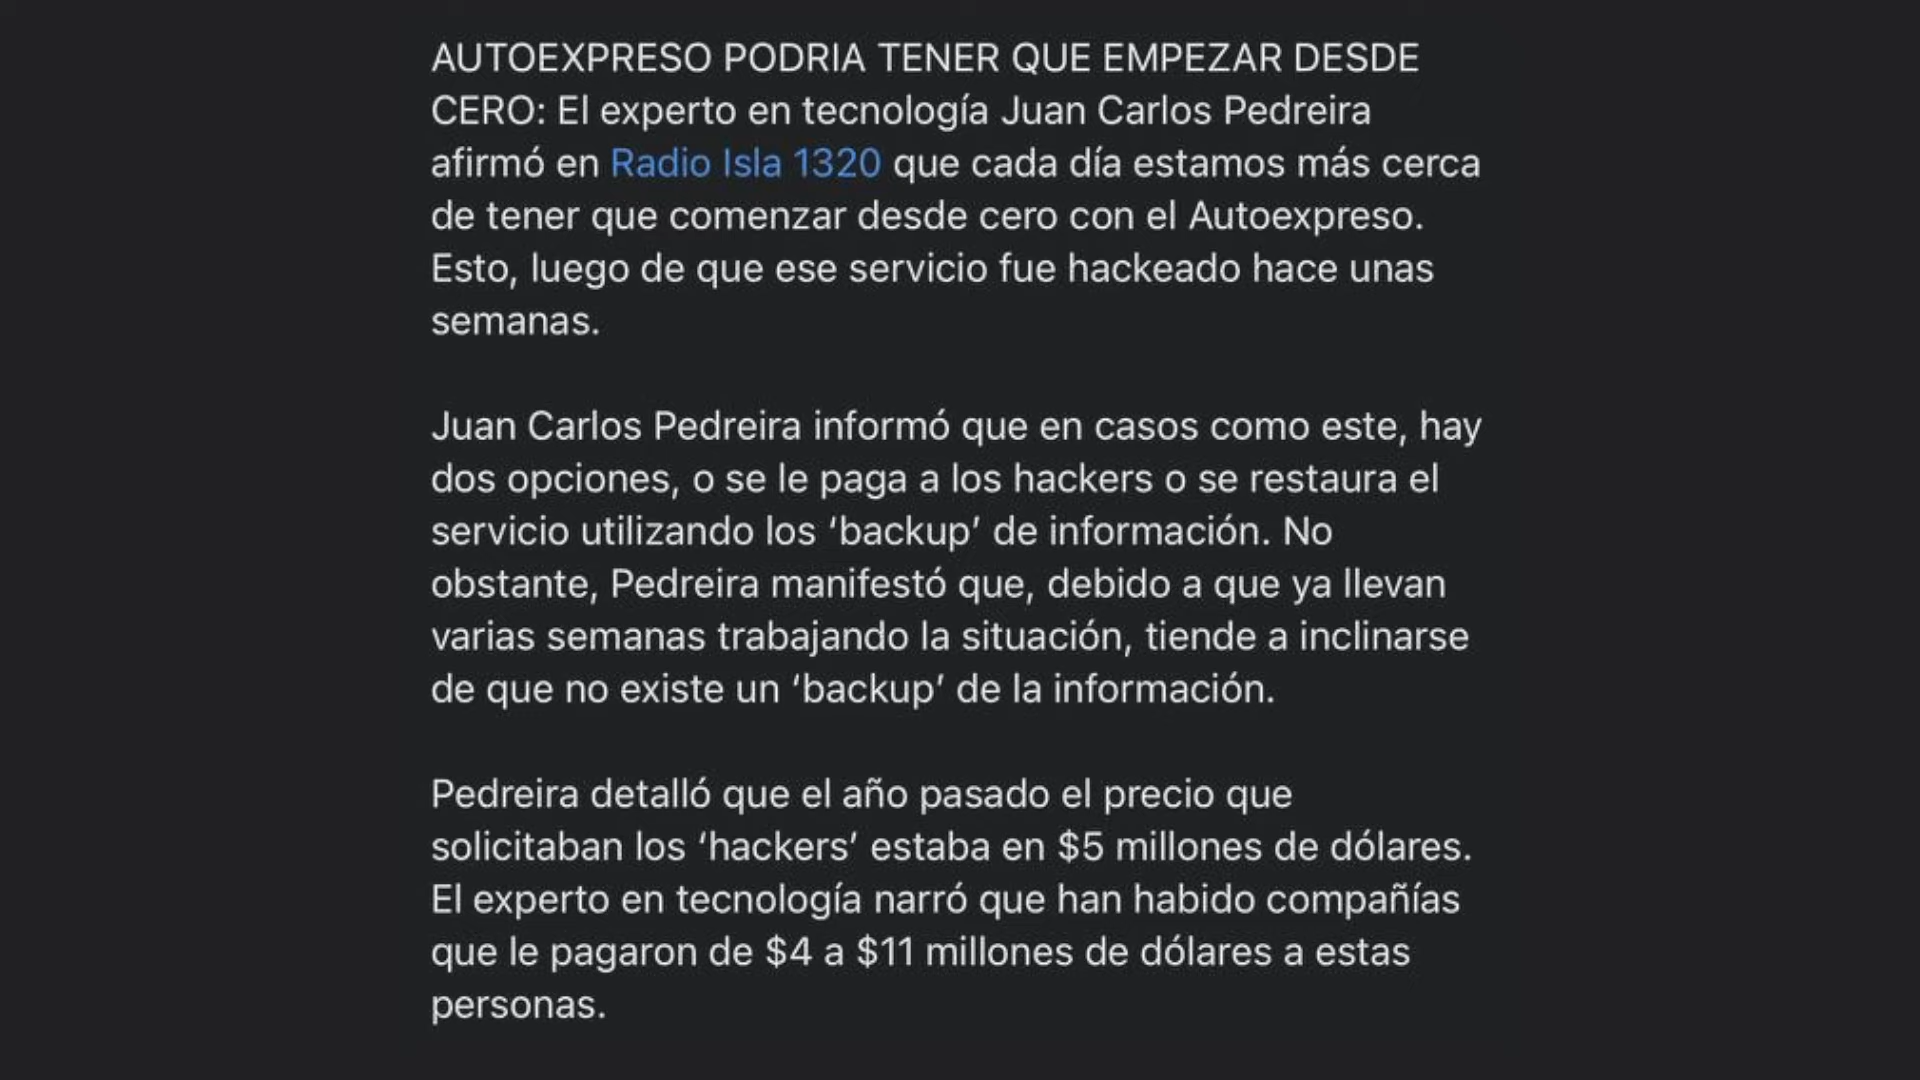 AUTOEXPRESO PODRIA TENER QUE EMPEZAR DESDE
CERO: El experto en tecnología Juan Carlos Pedreira
afirmó en Radio Isla 1320 que cada día estamos más cerca
de tener que comenzar desde cero con el Autoexpreso.
Esto, luego de que ese servicio fue hackeado hace unas
semanas.
Juan Carlos Pedreira informó que en casos como este, hay
dos opciones, o se le paga a los hackers o se restaura el
servicio utilizando los ‘backup’ de información. No
obstante, Pedreira manifestó que, debido a que ya llevan
varias semanas trabajando la situación, tiende a inclinarse
de que no existe un ‘backup’ de la información.
Pedreira detalló que el año pasado el precio que
solicitaban los ‘hackers’ estaba en $5 millones de dólares.
El experto en tecnología narró que han habido compañías
que le pagaron de $4 a $11 millones de dólares a estas
personas.